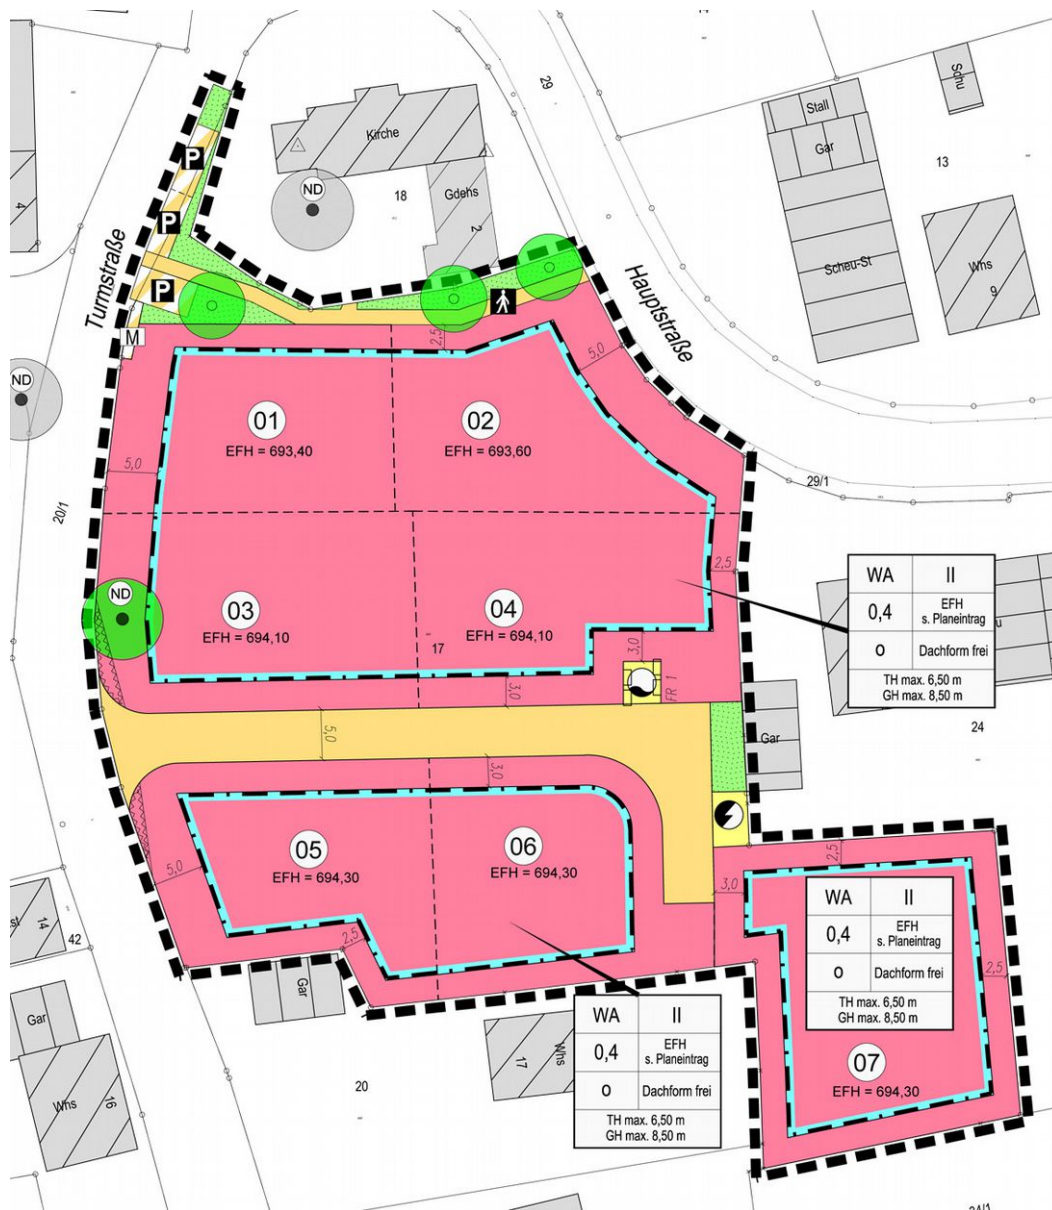 Stall
Schu
29
Kirche
Gar
13
P
ND
18
Gdehs
4
2
P
Turmstraße
Hauptstraße
Scheu-St
Whs
9
P
M
2,5
5,0
ND
01
EFH = 693,40
02
EFH = 693,60
5,0
29/1
20/1
2,5
WA
II
0,4
EFH
s. Planeintrag
o
Dachform frei
TH max. 6,50 m
GH max. 8,50 m
ND
03
EFH = 694,10
04
EFH = 694,10
17
3,0
FR 1
3,0
5,0
24
Gar
3,0
05
EFH = 694,30
06
EFH = 694,30
5,0
2,5
3,0
WA
II
0,4
EFH
s. Planeintrag
o
Dachform frei
TH max. 6,50 m
GH max. 8,50 m
2,5
14
42
2,5
Gar
Gar
WA
II
0,4
EFH
s. Planeintrag
o
Dachform frei
TH max. 6,50 m
GH max. 8,50 m
07
EFH = 694,30
17
Whs
20
Whs
16